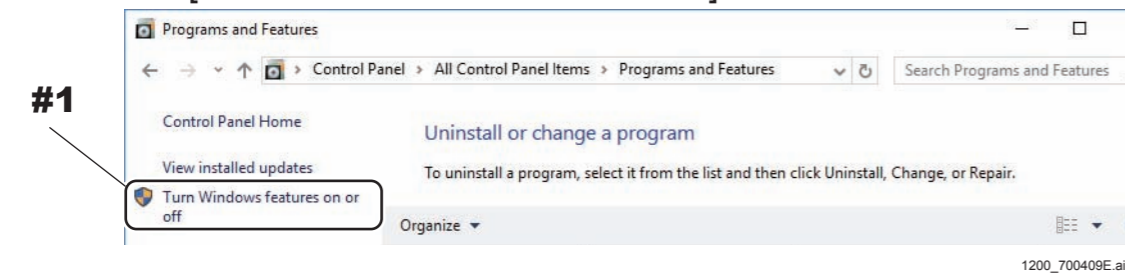 Programs and Features
Control Panel > All Control Panel Items > Programs and Features
Search Programs and Features
#1
Control Panel Home
Uninstall or change a program
View installed updates
To uninstall a program, select it from the list and then click Uninstall, Change, or Repair.
Turn Windows features on or
off
Organize
1200_700409E.ai